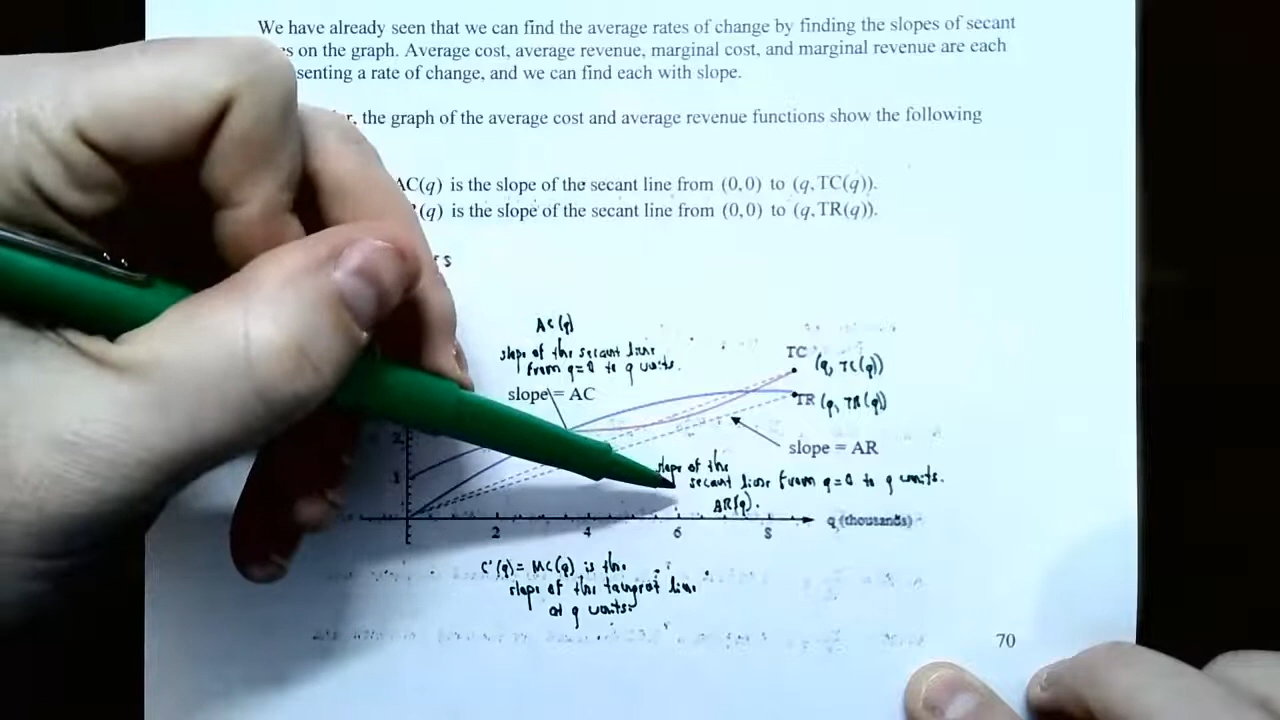 We have already seen that we can find the average rates of change by finding the slopes of secant
on the graph. Average cost, average revenue, marginal cost, and marginal revenue are each
a rate of change, and we can find each with slope.
the graph of the average cost and average revenue functions show the following
AC(q) is the slope of the secant line from (0,0) to (q,TC(q)).
(q) is the slope of the secant line from (0,0) to (q,TR(q)).
AC(q)
slope of the secant line
from q=0 to q units.
slope = AC
TC (q, TC(q))
TR (q, TR(q))
slope = AR
slope of the
secant line from q=0 to q units.
AR(q).
2
1
2 4 6 8 q (thousands)
C'(q) = MC(q) is the
slope of the tangent line
at q units.
70